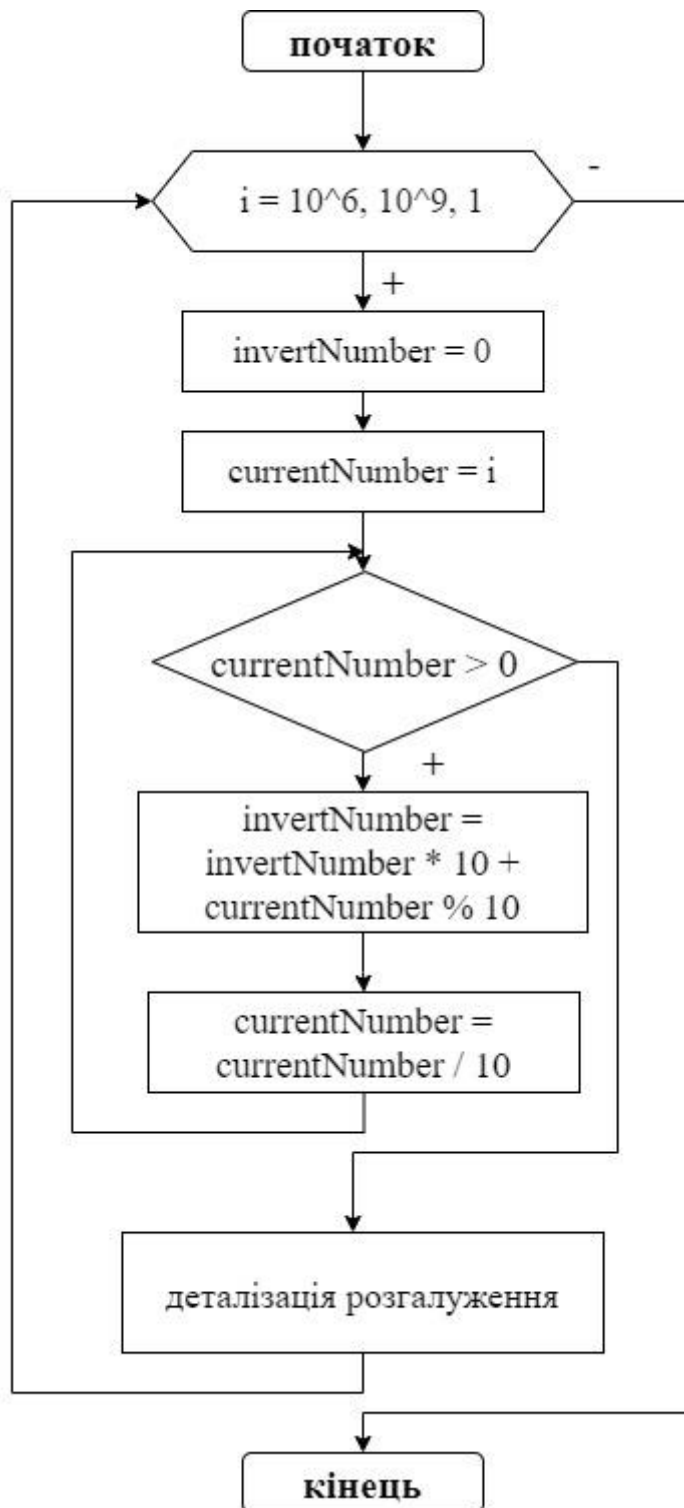 початок
-
i = 10^6, 10^9, 1
+
invertNumber = 0
currentNumber = i
currentNumber > 0
+
invertNumber =
invertNumber * 10 +
currentNumber % 10
currentNumber =
currentNumber / 10
деталізація розгалуження
кінець